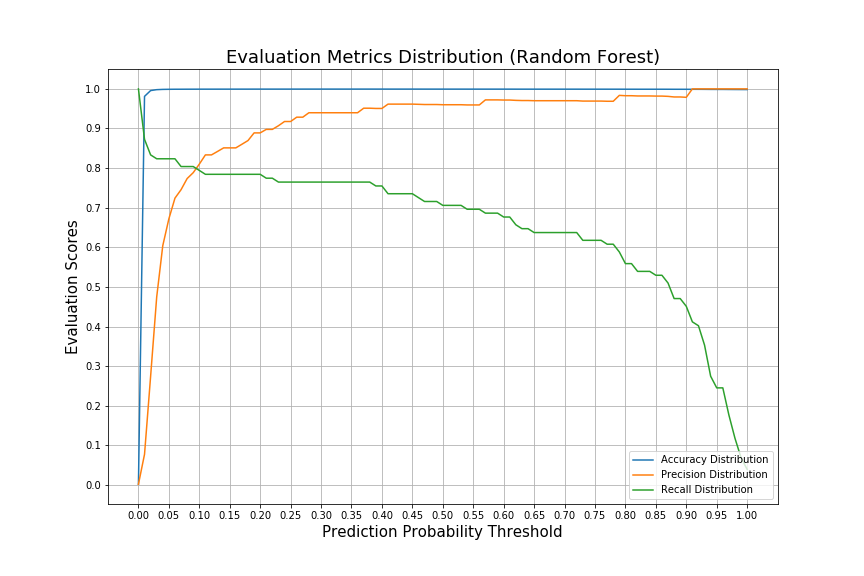 Evaluation Metrics Distribution (Random Forest)
Evaluation Scores
1.0
0.9
0.8
0.7
0.6
0.5
0.4
0.3
0.2
0.1
0.0
Accuracy Distribution
Precision Distribution
Recall Distribution
0.00 0.05 0.10 0.15 0.20 0.25 0.30 0.35 0.40 0.45 0.50 0.55 0.60 0.65 0.70 0.75 0.80 0.85 0.90 0.95 1.00
Prediction Probability Threshold